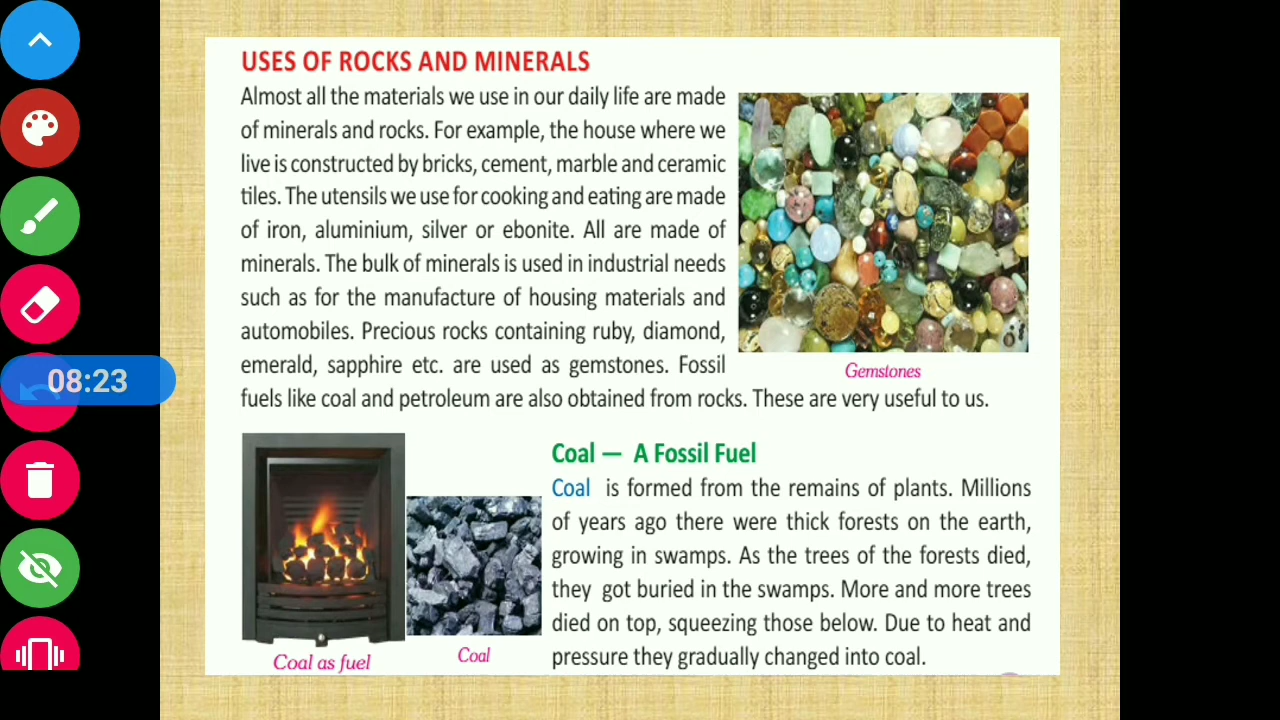 USES OF ROCKS AND MINERALS
Almost all the materials we use in our daily life are made
of minerals and rocks. For example, the house where we
live is constructed by bricks, cement, marble and ceramic
tiles. The utensils we use for cooking and eating are made
of iron, aluminium, silver or ebonite. All are made of
minerals. The bulk of minerals is used in industrial needs
such as for the manufacture of housing materials and
automobiles. Precious rocks containing ruby, diamond,
emerald, sapphire etc. are used as gemstones. Fossil
fuels like coal and petroleum are also obtained from rocks. These are very useful to us.
Gemstones
08:23
Coal — A Fossil Fuel
Coal is formed from the remains of plants. Millions
of years ago there were thick forests on the earth,
growing in swamps. As the trees of the forests died,
they got buried in the swamps. More and more trees
died on top, squeezing those below. Due to heat and
pressure they gradually changed into coal.
Coal as fuel
Coal